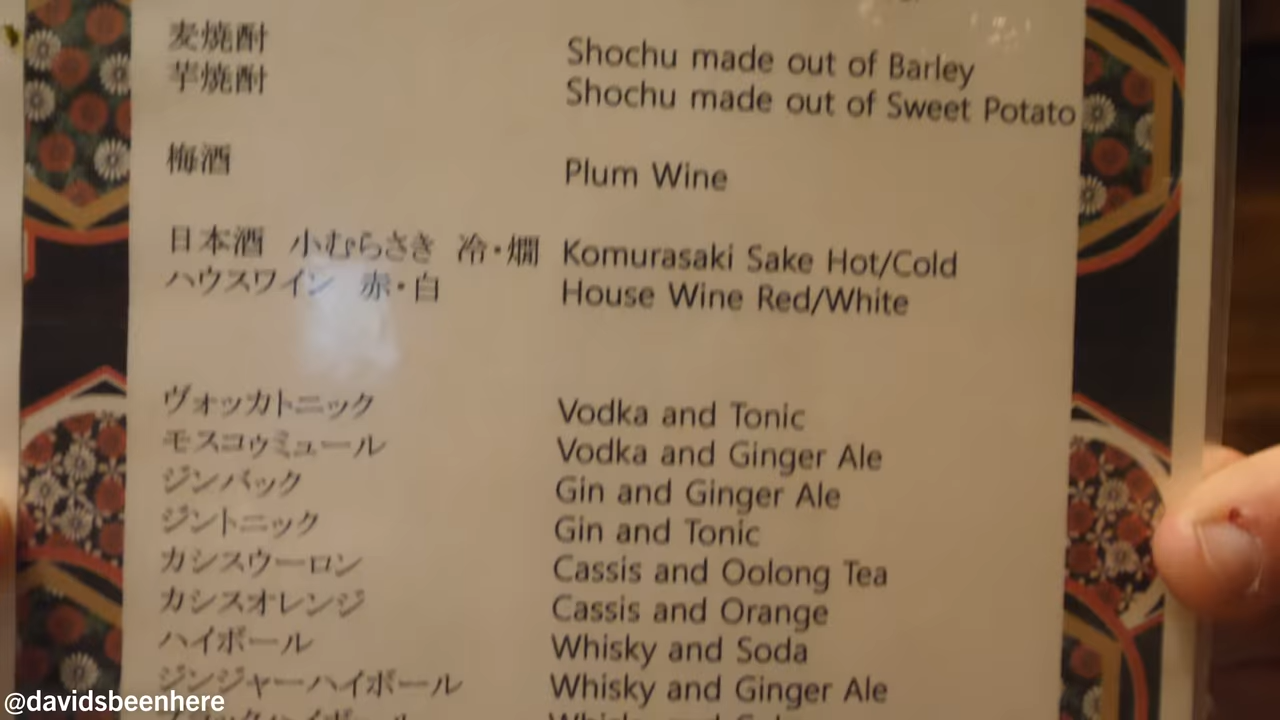 麦焼酎 Shochu made out of Barley
芋焼酎 Shochu made out of Sweet Potato
梅酒 Plum Wine
日本酒 小むらさき 冷・燗 Komurasaki Sake Hot/Cold
ハウスワイン 赤・白 House Wine Red/White
ヴォッカトニック Vodka and Tonic
モスコゥミュール Vodka and Ginger Ale
ジンバック Gin and Ginger Ale
ジントニック Gin and Tonic
カシスウーロン Cassis and Oolong Tea
カシスオレンジ Cassis and Orange
ハイボール Whisky and Soda
ジンジャーハイボール Whisky and Ginger Ale
@davidsbeenhere